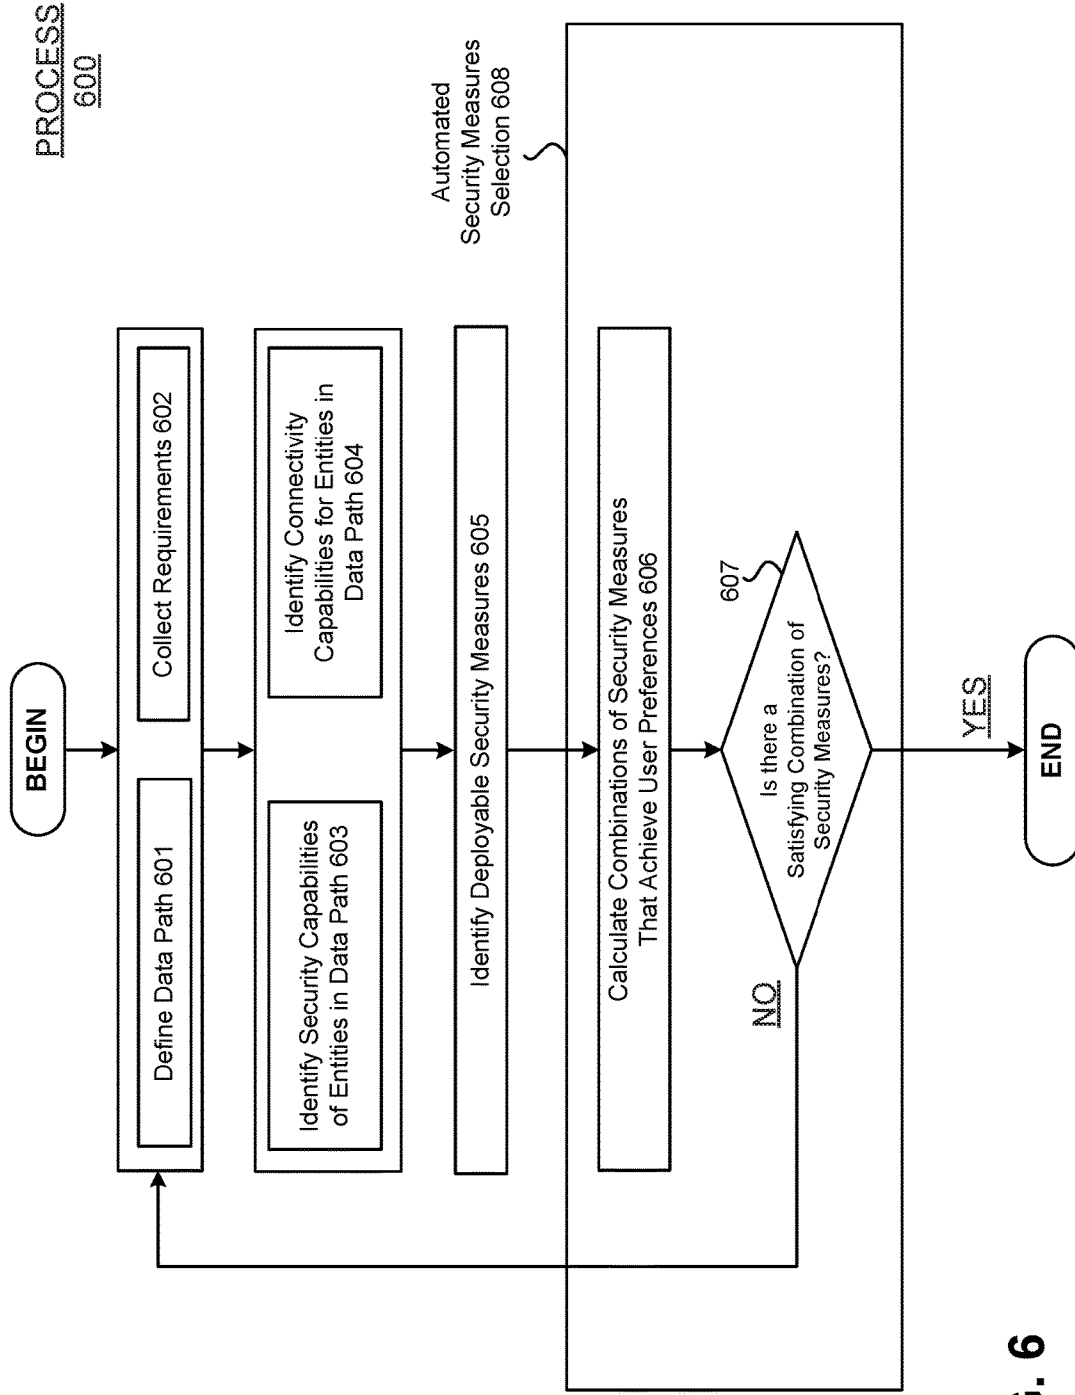 PROCESS
600
BEGIN
Define Data Path 601
Collect Requirements 602
Identify Security Capabilities
of Entities in Data Path 603
Identify Connectivity
Capabilities for Entities in
Data Path 604
Identify Deployable Security Measures 605
Automated
Security Measures
Selection 608
Calculate Combinations of Security Measures
That Achieve User Preferences 606
607
Is there a
Satisfying Combination of
Security Measures?
NO
YES
END
. 6